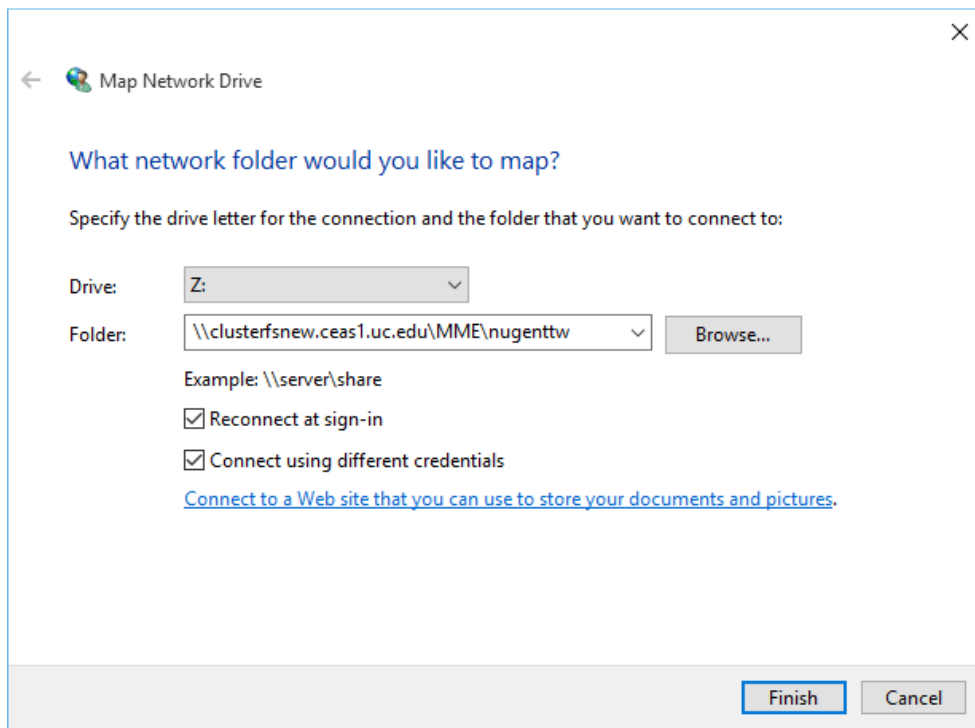 Map Network Drive
What network folder would you like to map?
Specify the drive letter for the connection and the folder that you want to connect to:
Drive: Z:
Folder: \\clusterfsnew.ceas1.uc.edu\MME\nugenttw Browse...
Example: \\server\share
Reconnect at sign-in
Connect using different credentials
Connect to a Web site that you can use to store your documents and pictures.
Finish Cancel